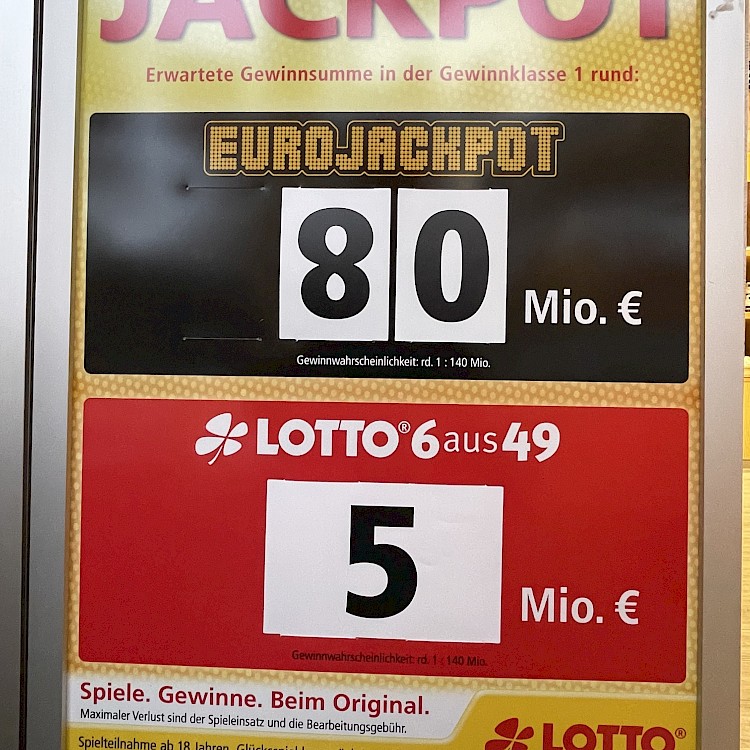 JACKPOT
Erwartete Gewinnsumme in der Gewinnklasse 1 rund:
EUROJACKPOT
80 Mio. €
Gewinnwahrscheinlichkeit: rd. 1 : 140 Mio.
LOTTO® 6aus49
5 Mio. €
Gewinnwahrscheinlichkeit: rd. 1 : 140 Mio.
Spiele. Gewinne. Beim Original.
Maximaler Verlust sind der Spieleinsatz und die Bearbeitungsgebühr.
LOTTO®
Spielteilnahme ab 18 Jahren.